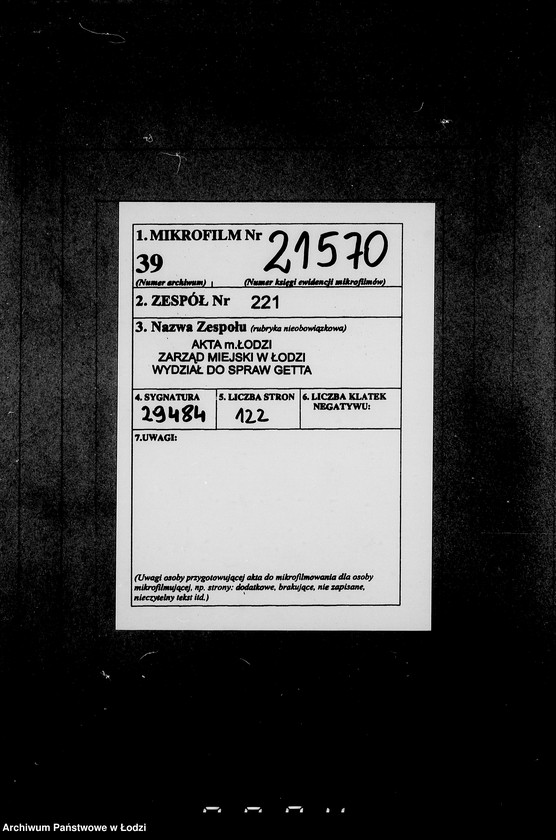 1. MIKROFILM Nr 21570
39
(Numer archiwum) (Numer księgi ewidencji mikrofilmów)
2. ZESPÓŁ Nr 221
3. Nazwa Zespołu (rubryka nieobowiązkowa)
AKTA m.ŁODZI
ZARZĄD MIEJSKI W ŁODZI
WYDZIAŁ DO SPRAW GETTA
4. SYGNATURA 5. LICZBA STRON 6. LICZBA KLATEK
NEGATYWU:
29484 122
7.UWAGI:
(Uwagi osoby przygotowującej akta do mikrofilmowania dla osoby
mikrofilmującej, np. strony: dodatkowe, brakujące, nie zapisane,
nieczytelny tekst itd.)
Archiwum Państwowe w Łodzi